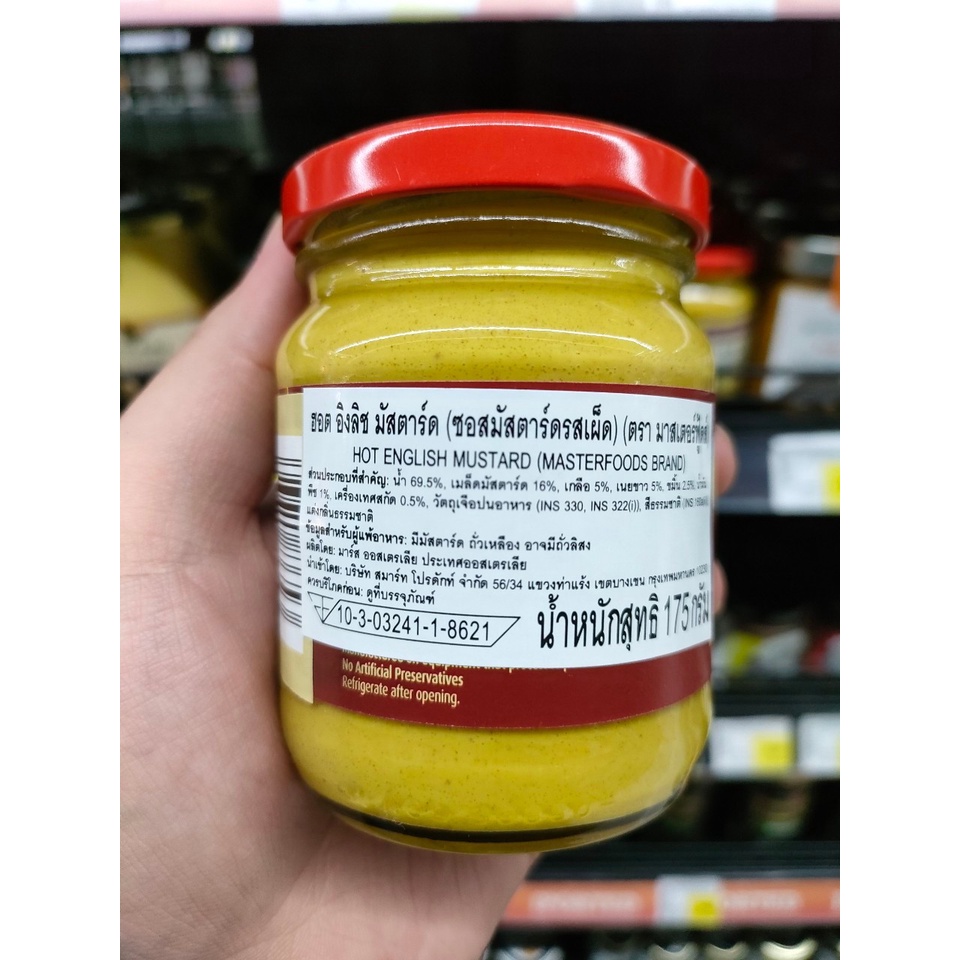 ฮอต อิงลิช มัสตาร์ด (ซอสมัสตาร์ดรสเผ็ด) (ตรา มาสเตอร์ฟู้ดส์
HOT ENGLISH MUSTARD (MASTERFOODS BRAND)
ส่วนประกอบที่สำคัญ: น้ำ 69.5%, เมล็ดมัสตาร์ด 16%, เกลือ 5%, เนยขาว 5%, ขมิ้น 2.5%,
พืช 1%, เครื่องเทศสกัด 0.5%, วัตถุเจือปนอาหาร (INS 330, INS 322(i)), สีธรรมชาติ
แต่งกลิ่นธรรมชาติ
ข้อมูลสำหรับผู้แพ้อาหาร: มีมัสตาร์ด ถั่วเหลือง อาจมีถั่วลิสง
ผลิตโดย: มาร์ส ออสเตรเลีย ประเทศออสเตรเลีย
นำเข้าโดย: บริษัท สมาร์ท โปรดักท์ จำกัด 56/34 แขวงท่าแร้ง เขตบางเขน กรุงเทพมหานคร
ควรบริโภคก่อน: ดูที่บรรจุภัณฑ์
10-3-03241-1-8621
น้ำหนักสุทธิ 175 กรัม
No Artificial Preservatives
Refrigerate after opening.